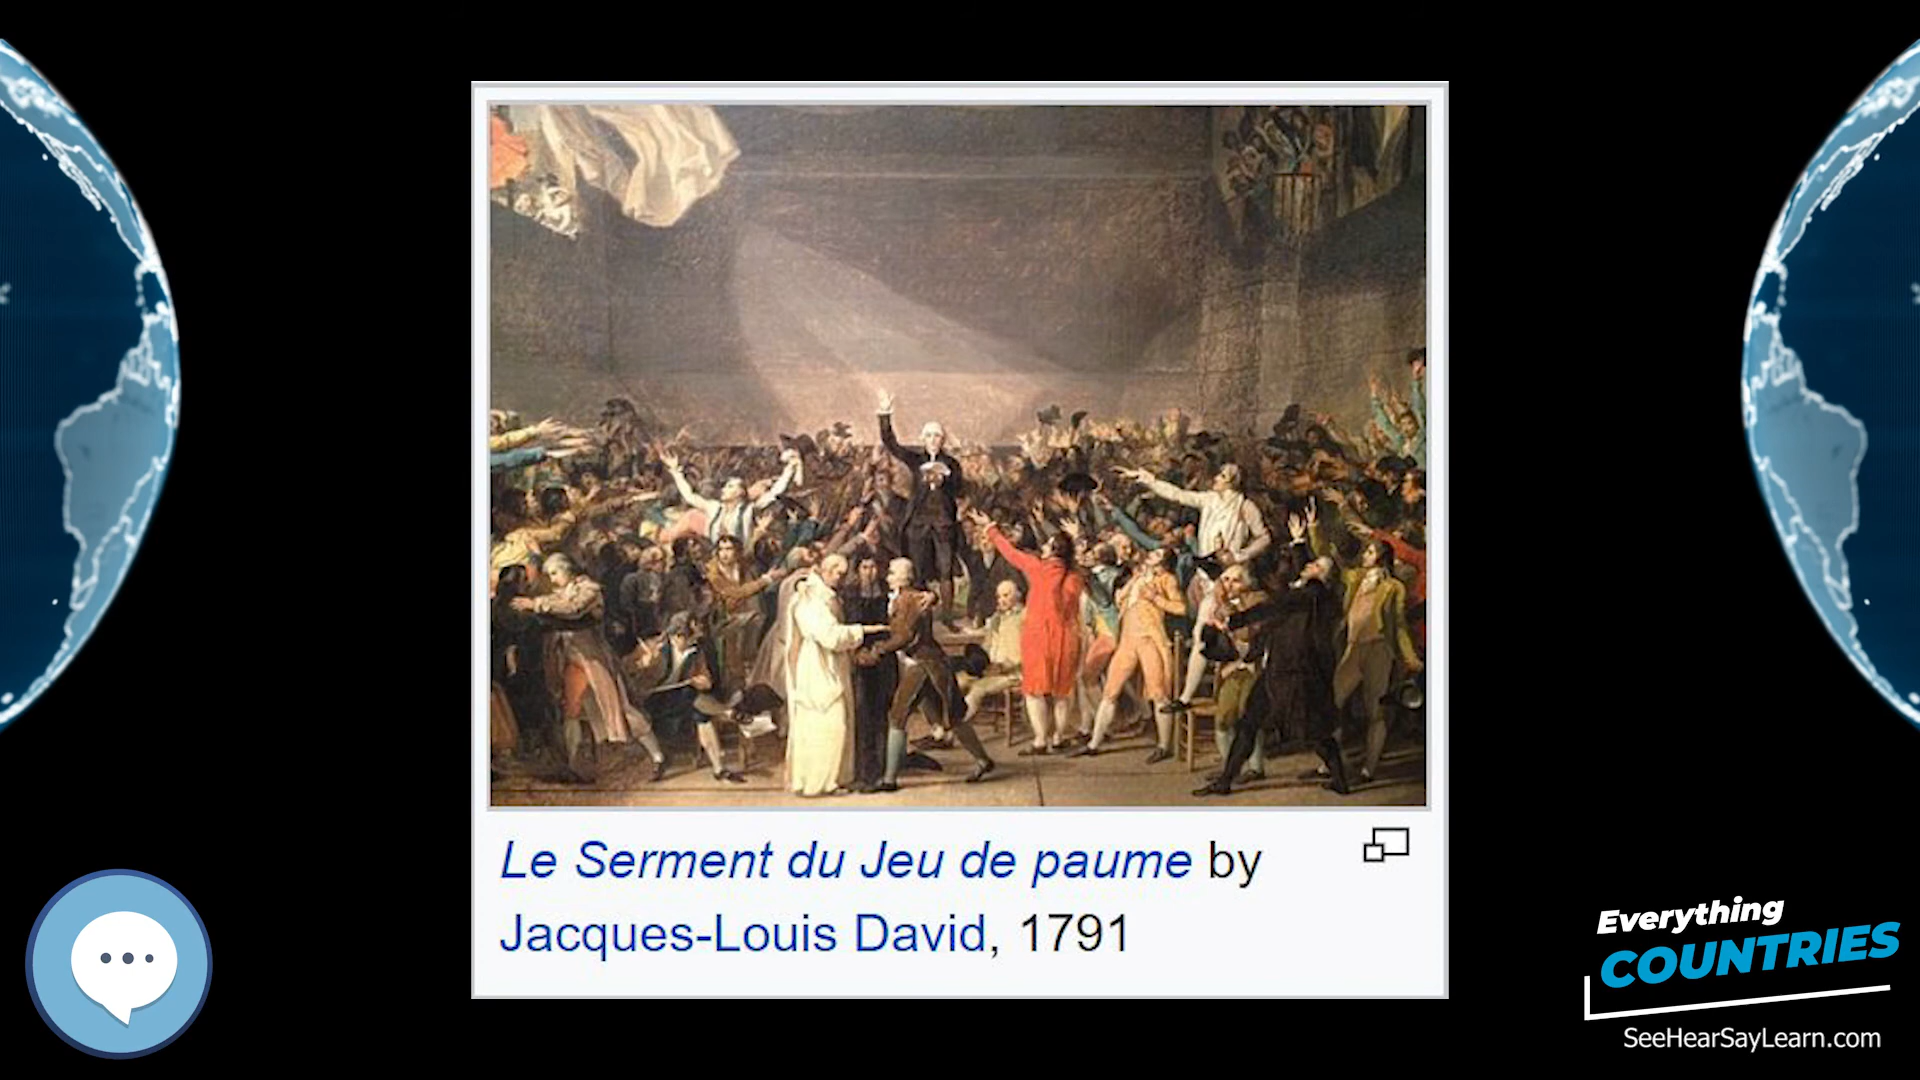 Le Serment du Jeu de paume by
Jacques-Louis David, 1791
Everything
COUNTRIES
SeeHearSayLearn.com